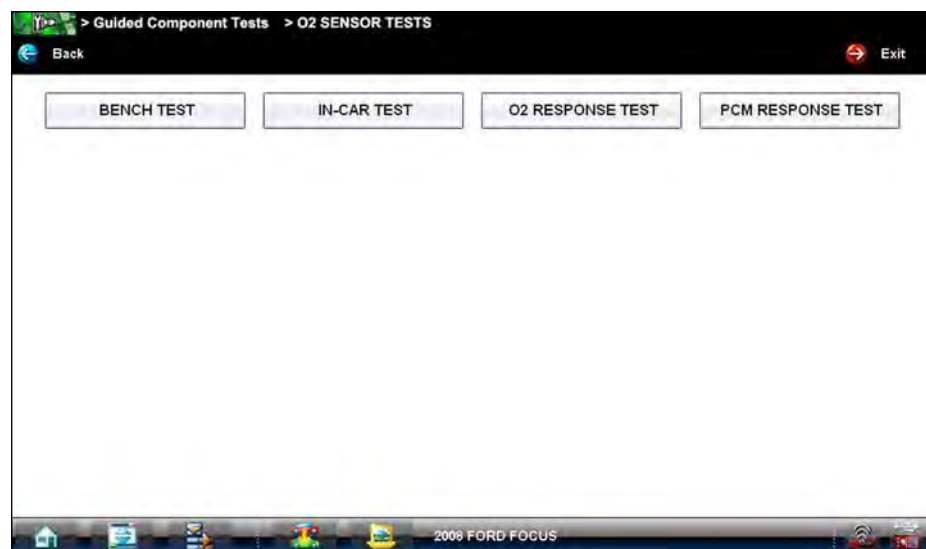 > Guided Component Tests > O2 SENSOR TESTS
Back Exit
BENCH TEST IN-CAR TEST O2 RESPONSE TEST PCM RESPONSE TEST
2008 FORD FOCUS